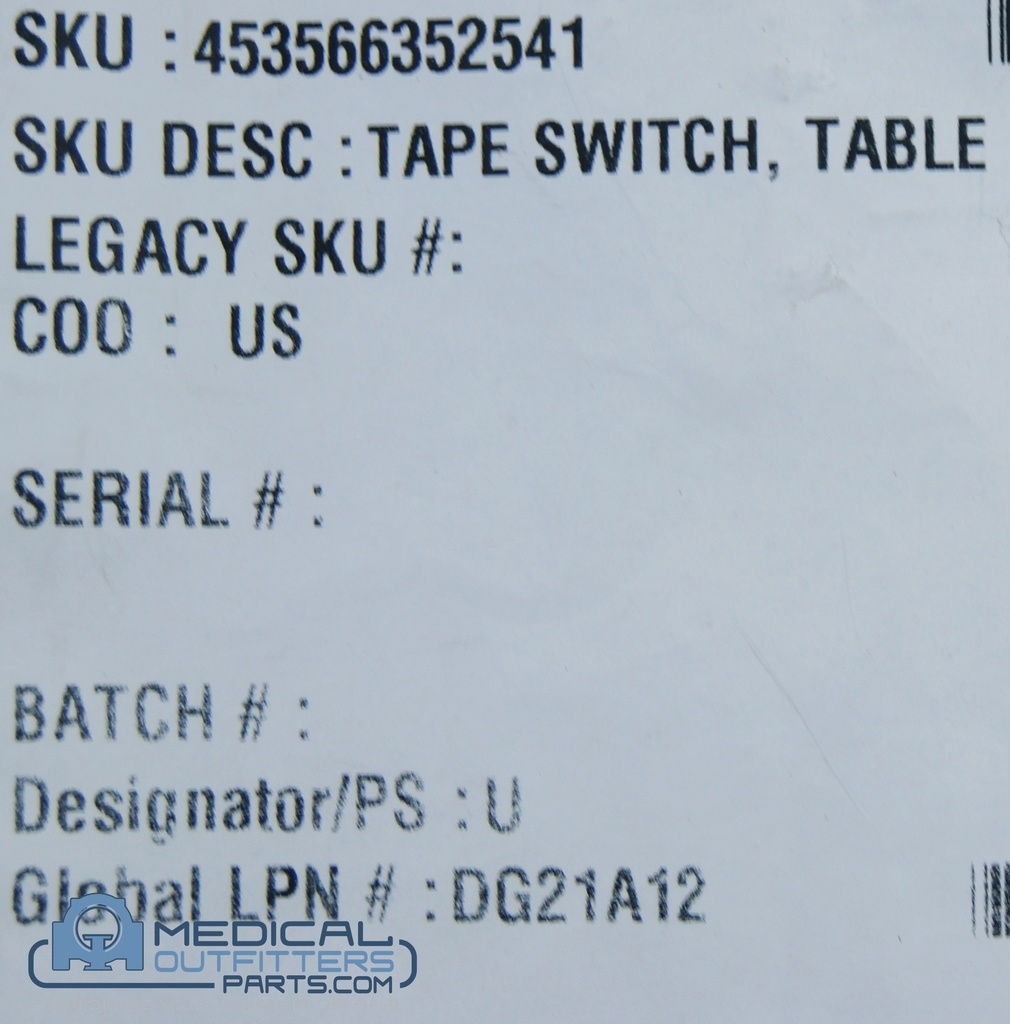 SKU : 453566352541
SKU DESC : TAPE SWITCH, TABLE
LEGACY SKU #:
COO : US
SERIAL # :
BATCH # :
Designator/PS : U
Global LPN # : DG21A12
MEDICAL
OUTFITTERS
PARTS.COM